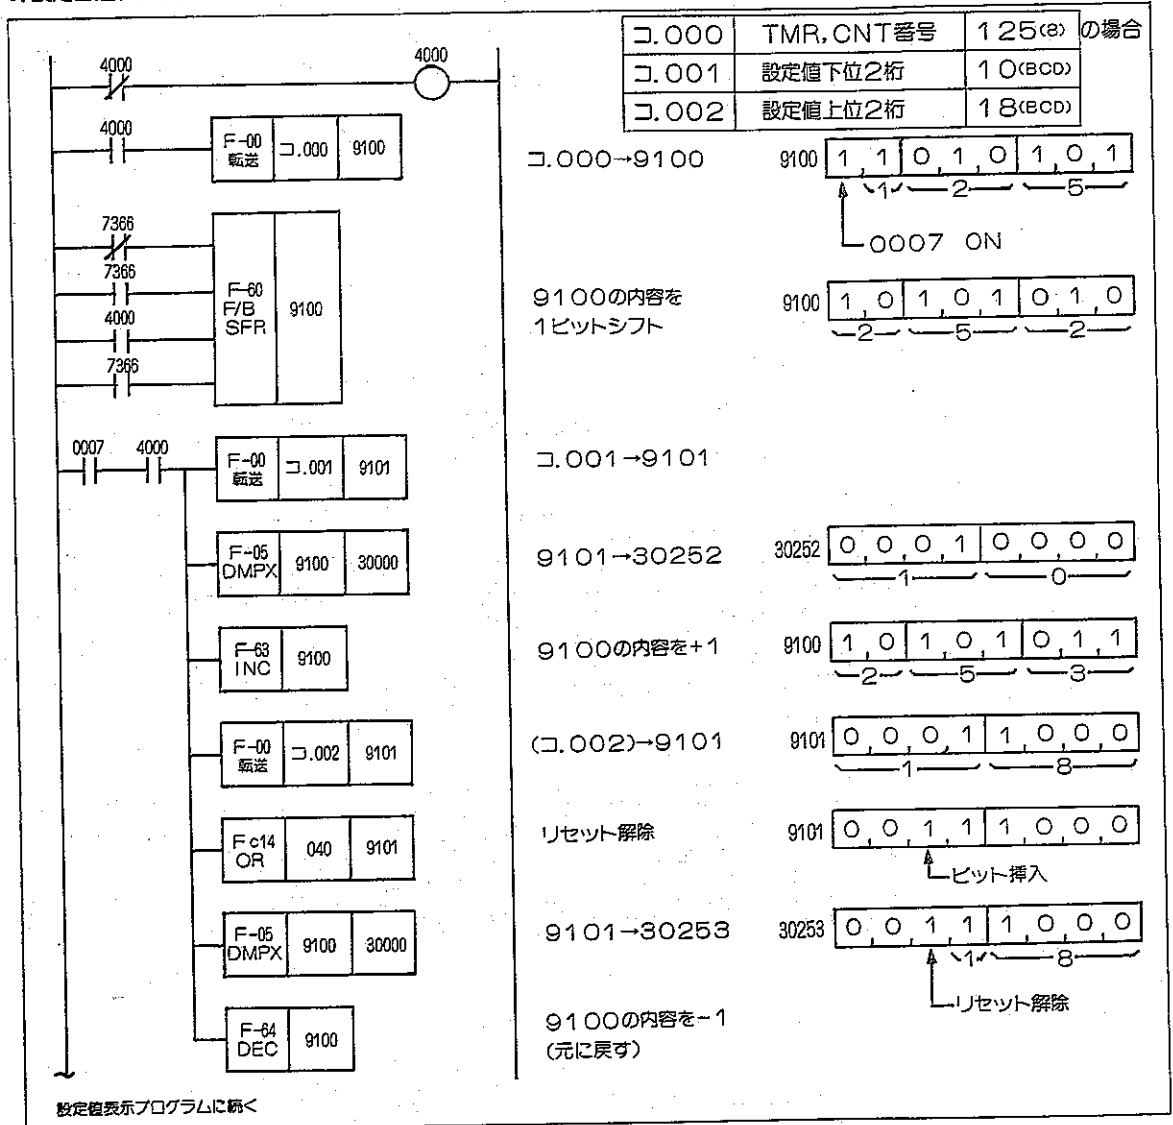 コ.000 TMR,CNT番号 125(8) の場合
コ.001 設定値下位2桁 10(BCD)
コ.002 設定値上位2桁 18(BCD)
4000 4000
4000
F-00 転送 コ.000 9100
コ.000→9100
9100 1 1 0 1 0 1 0 1
1 2 5
0007 ON
7366
7366
4000
7366
F-60 F/B SFR 9100
9100の内容を
1ビットシフト
9100 1 0 1 0 1 0 1 0
2 5 2
0007 4000
F-00 転送 コ.001 9101
コ.001→9101
F-05 DMPX 9100 30000
9101→30252
30252 0 0 0 1 0 0 0 0
1 0
F-63 INC 9100
9100の内容を+1
9100 1 0 1 0 1 0 1 1
2 5 3
F-00 転送 コ.002 9101
(コ.002)→9101
9101 0 0 0 1 1 0 0 0
1 8
Fc14 OR 040 9101
リセット解除
9101 0 0 1 1 1 0 0 0
ビット挿入
F-05 DMPX 9100 30000
9101→30253
30253 0 0 1 1 1 0 0 0
1 8
リセット解除
F-64 DEC 9100
9100の内容を-1
(元に戻す)
設定値表示プログラムに続く